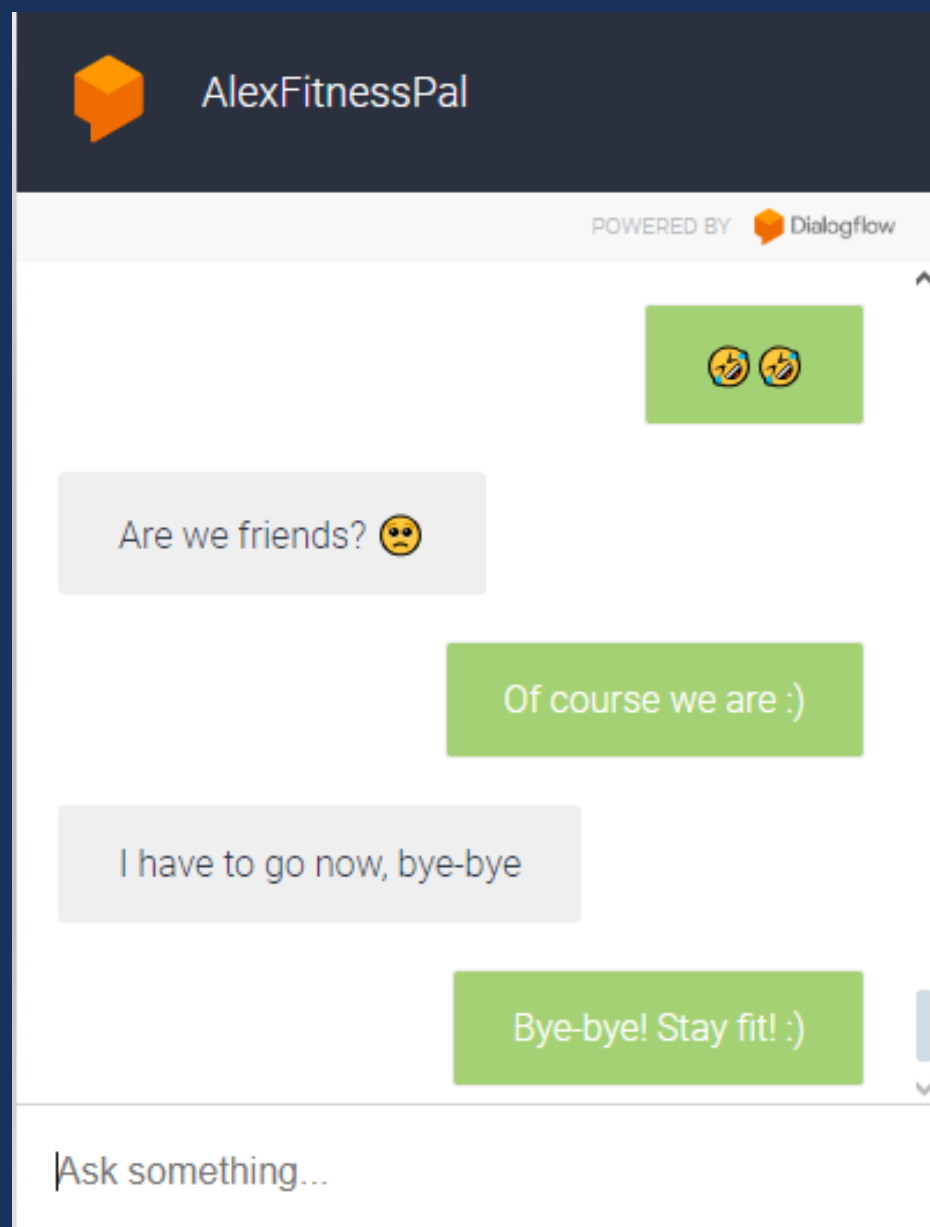 AlexFitnessPal
POWERED BY Dialogflow
🤣🤣
Are we friends? 🥺
Of course we are :)
I have to go now, bye-bye
Bye-bye! Stay fit! :)
Ask something...